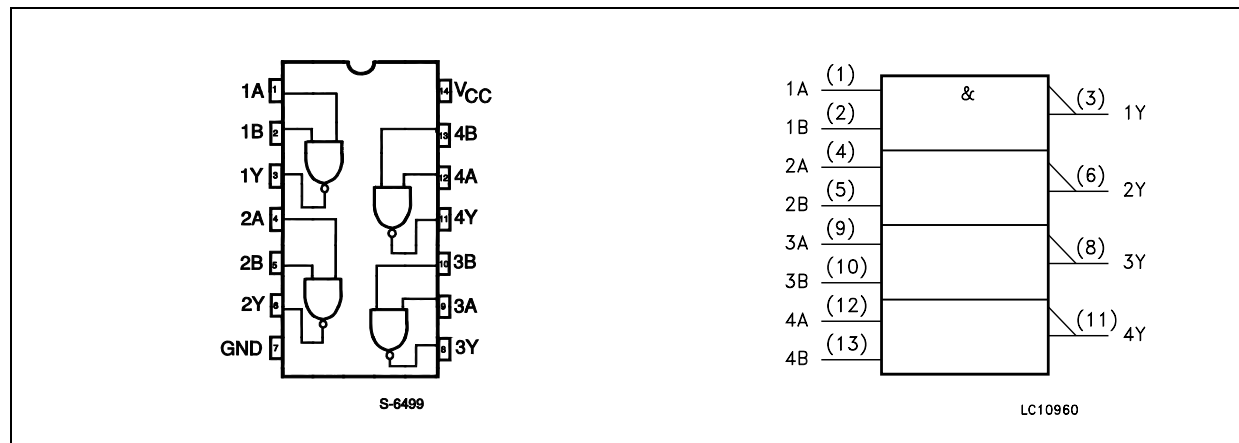 1A 1 14 VCC
1B 2 13 4B
1Y 3 12 4A
2A 4 11 4Y
2B 5 10 3B
2Y 6 9 3A
GND 7 8 3Y
S-6499
&
1A (1)
1B (2)
2A (4)
2B (5)
3A (9)
3B (10)
4A (12)
4B (13)
(3) 1Y
(6) 2Y
(8) 3Y
(11) 4Y
LC10960